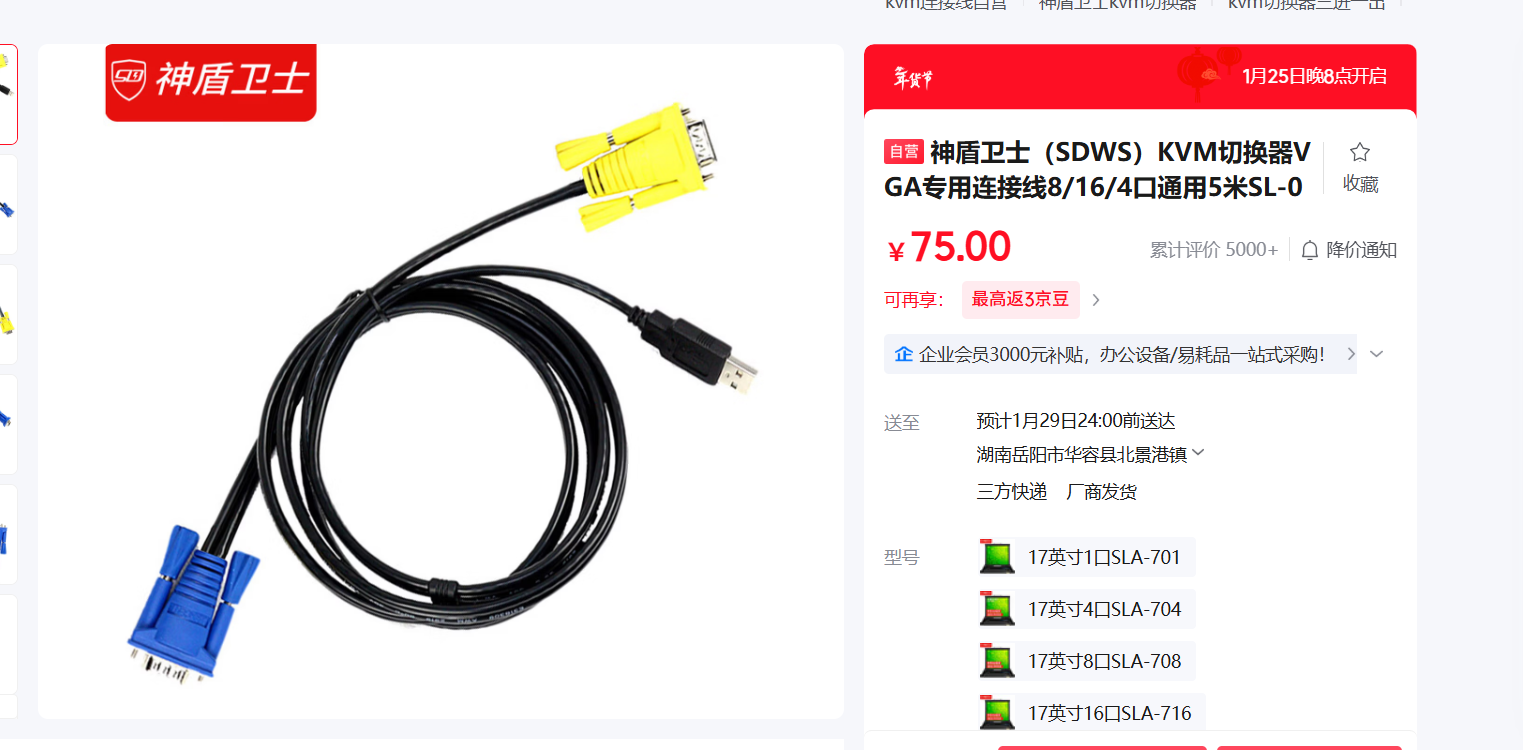 kvm连接线自营
神盾卫士kvm切换器
kvm切换器三进一出
SDWS 神盾卫士
年货节
1月25日晚8点开启
自营 神盾卫士（SDWS）KVM切换器V
GA专用连接线8/16/4口通用5米SL-0
收藏
¥75.00
累计评价 5000+
降价通知
可再享：
最高返3京豆
企 企业会员3000元补贴，办公设备/易耗品一站式采购！
送至
预计1月29日24:00前送达
湖南岳阳市华容县北景港镇
三方快递 厂商发货
型号
17英寸1口SLA-701
17英寸4口SLA-704
17英寸8口SLA-708
17英寸16口SLA-716